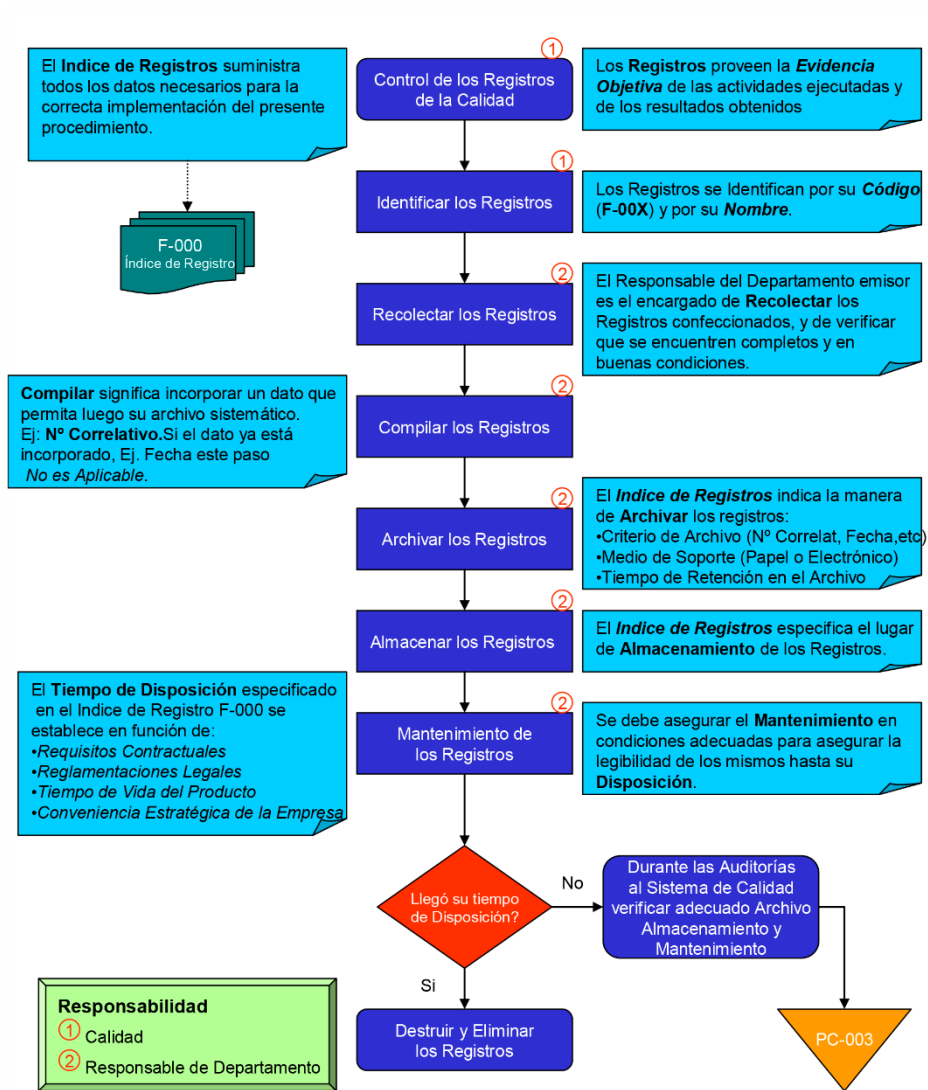 El Indice de Registros suministra
todos los datos necesarios para la
correcta implementación del presente
procedimiento.
1
Control de los Registros
de la Calidad
Los Registros proveen la Evidencia
Objetiva de las actividades ejecutadas y
de los resultados obtenidos
F-000
Índice de Registro
1
Identificar los Registros
Los Registros se Identifican por su Código
(F-00X) y por su Nombre.
2
Recolectar los Registros
El Responsable del Departamento emisor
es el encargado de Recolectar los
Registros confeccionados, y de verificar
que se encuentren completos y en
buenas condiciones.
Compilar significa incorporar un dato que
permita luego su archivo sistemático.
Ej: Nº Correlativo.Si el dato ya está
incorporado, Ej. Fecha este paso
No es Aplicable.
2
Compilar los Registros
2
Archivar los Registros
El Indice de Registros indica la manera
de Archivar los registros:
•Criterio de Archivo (Nº Correlat, Fecha,etc)
•Medio de Soporte (Papel o Electrónico)
•Tiempo de Retención en el Archivo
2
Almacenar los Registros
El Indice de Registros especifica el lugar
de Almacenamiento de los Registros.
El Tiempo de Disposición especificado
en el Indice de Registro F-000 se
establece en función de:
•Requisitos Contractuales
•Reglamentaciones Legales
•Tiempo de Vida del Producto
•Conveniencia Estratégica de la Empresa
2
Mantenimiento de
los Registros
Se debe asegurar el Mantenimiento en
condiciones adecuadas para asegurar la
legibilidad de los mismos hasta su
Disposición.
Llegó su tiempo
de Disposición?
No
Durante las Auditorías
al Sistema de Calidad
verificar adecuado Archivo
Almacenamiento y
Mantenimiento
Si
Destruir y Eliminar
los Registros
PC-003
Responsabilidad
1 Calidad
2 Responsable de Departamento